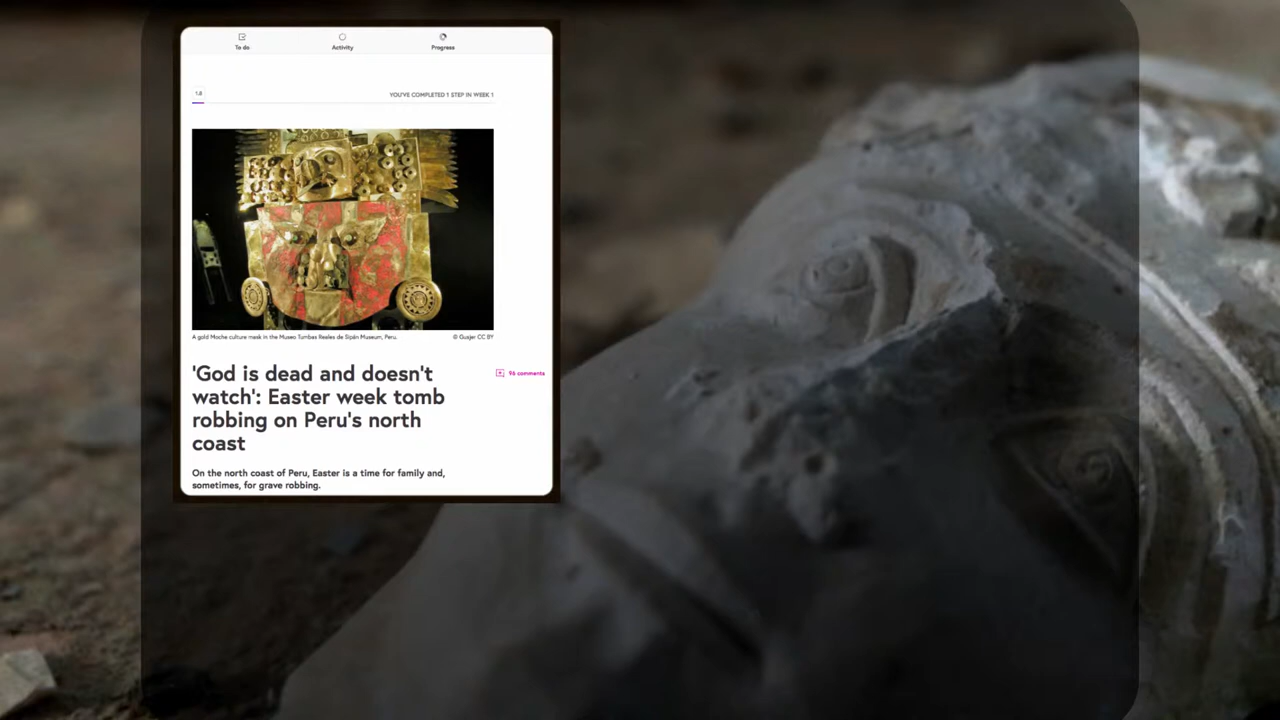 To do
Activity
Progress
1.8
YOU'VE COMPLETED 1 STEP IN WEEK 1
A gold Moche culture mask in the Museo Tumbas Reales de Sipán Museum, Peru.
© Gusjer CC BY
'God is dead and doesn't
watch': Easter week tomb
robbing on Peru's north
coast
96 comments
On the north coast of Peru, Easter is a time for family and,
sometimes, for grave robbing.